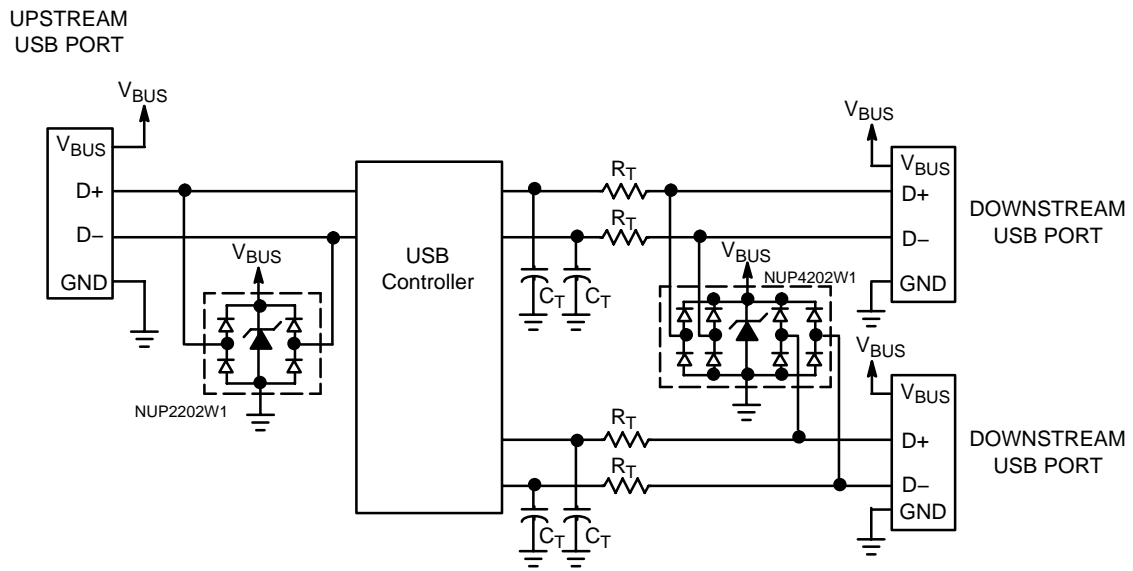 UPSTREAM
USB PORT
VBUS
VBUS
D+
D–
GND
VBUS
NUP2202W1
USB
Controller
RT
RT
CT
CT
VBUS
NUP4202W1
VBUS
VBUS
D+
D–
GND
DOWNSTREAM
USB PORT
RT
RT
CT
CT
VBUS
VBUS
D+
D–
GND
DOWNSTREAM
USB PORT